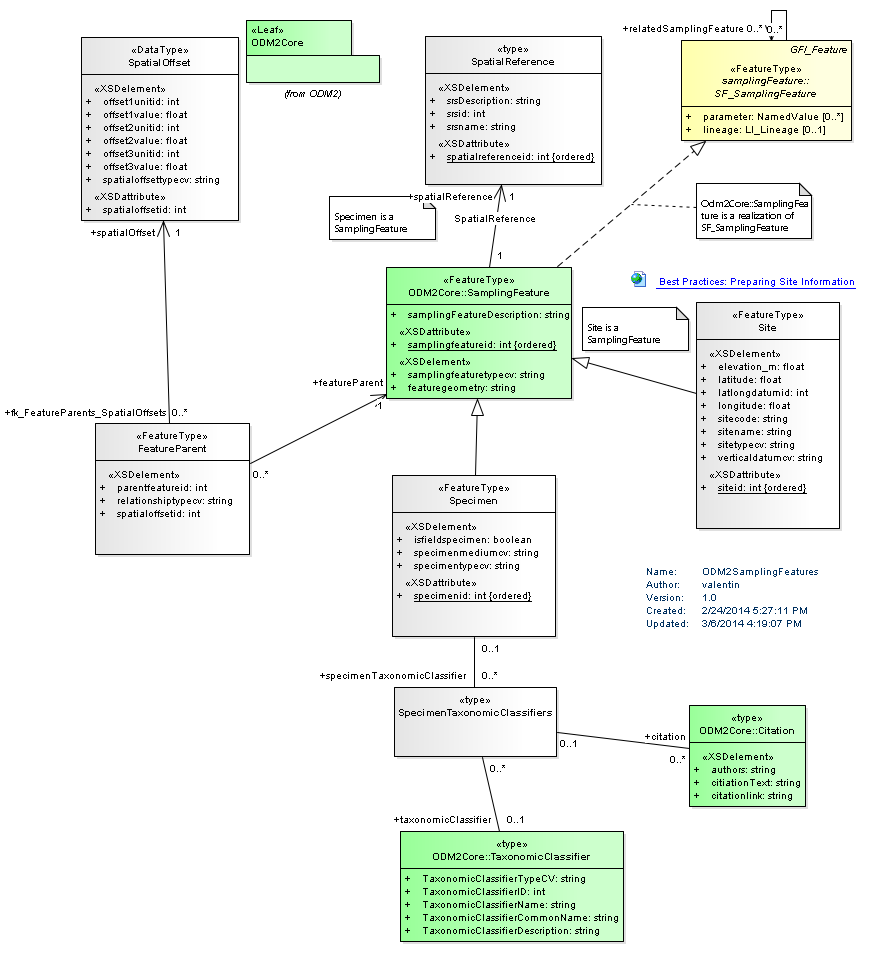 «DataType»
SpatialOffset
«XSDelement»
+ offset1unitid: int
+ offset1value: float
+ offset2unitid: int
+ offset2value: float
+ offset3unitid: int
+ offset3value: float
+ spatialoffsettypecv: string
«XSDattribute»
+ spatialoffsetid: int
«Leaf»
ODM2Core
(from ODM2)
«type»
SpatialReference
«XSDelement»
+ srsDescription: string
+ srsid: int
+ srsname: string
«XSDattribute»
+ spatialreferenceid: int {ordered}
+relatedSamplingFeature 0..*
0..*
GFI_Feature
«FeatureType»
samplingFeature::
SF_SamplingFeature
+ parameter: NamedValue [0..*]
+ lineage: LI_Lineage [0..1]
Specimen is a
SamplingFeature
+spatialReference
1
SpatialReference
1
Odm2Core::SamplingFea
ture is a realization of
SF_SamplingFeature
+spatialOffset 1
Best Practices: Preparing Site Information
«FeatureType»
ODM2Core::SamplingFeature
+ samplingFeatureDescription: string
«XSDattribute»
+ samplingfeatureid: int {ordered}
«XSDelement»
+ samplingfeaturetypecv: string
+ featuregeometry: string
Site is a
SamplingFeature
«FeatureType»
Site
«XSDelement»
+ elevation_m: float
+ latitude: float
+ latlongdatumid: int
+ longitude: float
+ sitecode: string
+ sitename: string
+ sitetypecv: string
+ verticaldatumcv: string
«XSDattribute»
+ siteid: int {ordered}
+featureParent
1
+fk_FeatureParents_SpatialOffsets 0..*
«FeatureType»
FeatureParent
«XSDelement»
+ parentfeatureid: int
+ relationshiptypecv: string
+ spatialoffsetid: int
0..*
«FeatureType»
Specimen
«XSDelement»
+ isfieldspecimen: boolean
+ specimenmediumcv: string
+ specimentypecv: string
«XSDattribute»
+ specimenid: int {ordered}
Name: ODM2SamplingFeatures
Author: valentin
Version: 1.0
Created: 2/24/2014 5:27:11 PM
Updated: 3/6/2014 4:19:07 PM
0..1
+specimenTaxonomicClassifier 0..*
«type»
SpecimenTaxonomicClassifiers
0..1
+citation
0..*
«type»
ODM2Core::Citation
«XSDelement»
+ authors: string
+ citiationText: string
+ citationlink: string
0..*
+taxonomicClassifier 0..1
«type»
ODM2Core::TaxonomicClassifier
+ TaxonomicClassifierTypeCV: string
+ TaxonomicClassifierID: int
+ TaxonomicClassifierName: string
+ TaxonomicClassifierCommonName: string
+ TaxonomicClassifierDescription: string